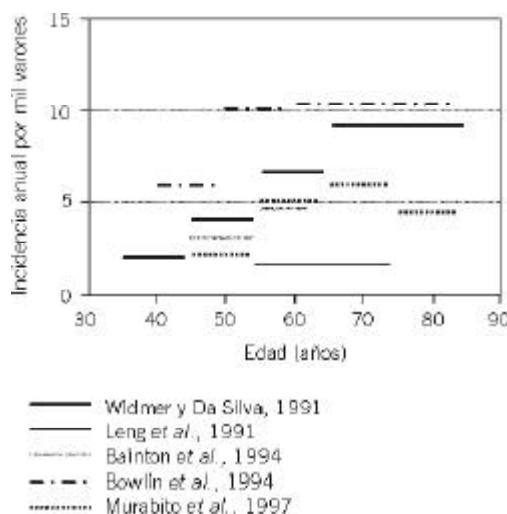 Incidencia anual por mil varones
15
10
5
0
30 40 50 60 70 80 90
Edad (años)
Widmer y Da Silva, 1991
Leng et al., 1991
Bainton et al., 1994
Bowlin et al., 1994
Murabito et al., 1997